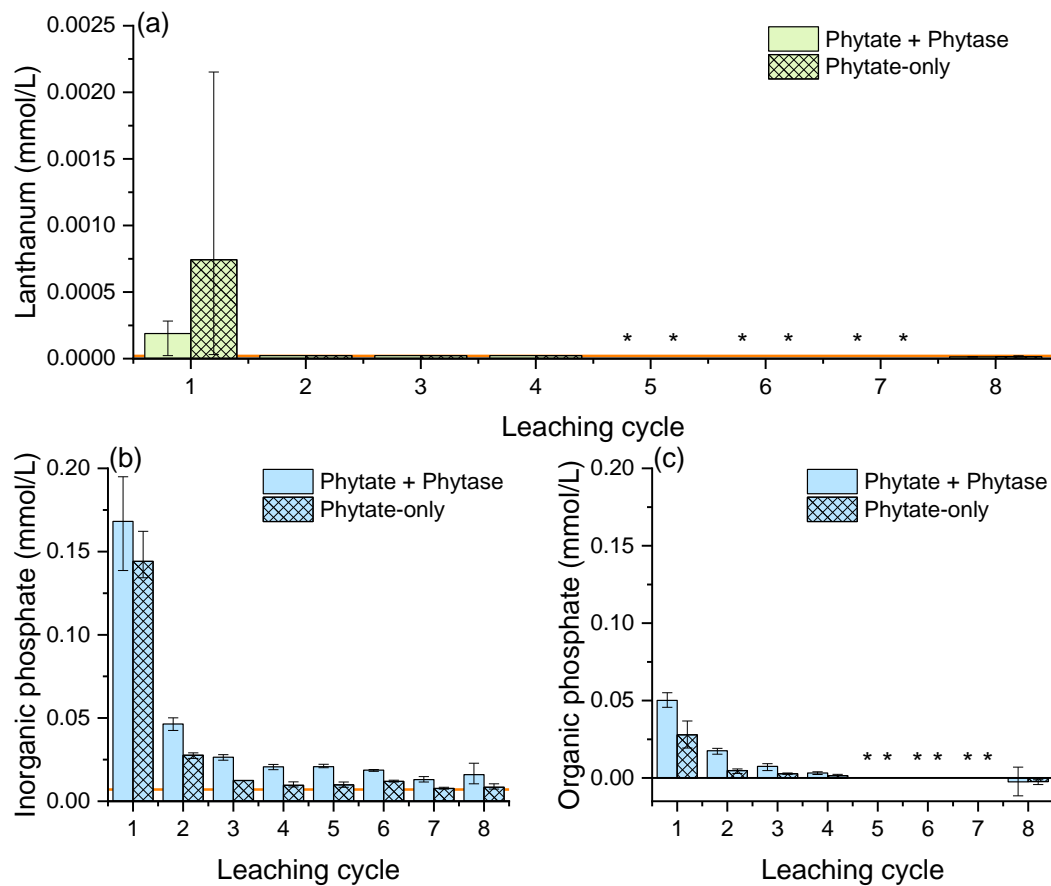 (a)
Phytate + Phytase
Phytate-only
Lanthanum (mmol/L)
0.0025
0.0020
0.0015
0.0010
0.0005
0.0000
* * * * * *
1 2 3 4 5 6 7 8
Leaching cycle
(b)
Phytate + Phytase
Phytate-only
Inorganic phosphate (mmol/L)
0.20
0.15
0.10
0.05
0.00
1 2 3 4 5 6 7 8
Leaching cycle
(c)
Phytate + Phytase
Phytate-only
Organic phosphate (mmol/L)
0.20
0.15
0.10
0.05
0.00
* * * * * *
1 2 3 4 5 6 7 8
Leaching cycle